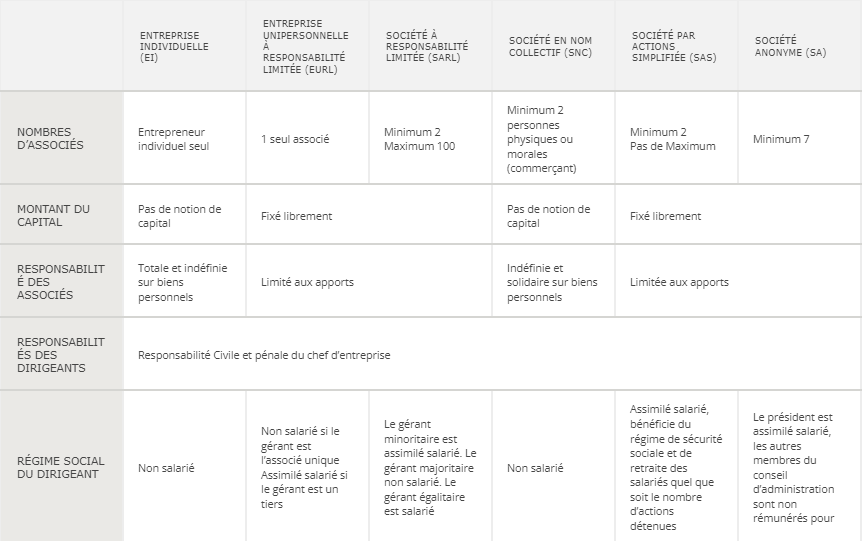 ENTREPRISE
INDIVIDUELLE
(EI)
ENTREPRISE
UNIPERSONNELLE
À
RESPONSABILITÉ
LIMITÉE (EURL)
SOCIÉTÉ À
RESPONSABILITÉ
LIMITÉE (SARL)
SOCIÉTÉ EN NOM
COLLECTIF (SNC)
SOCIÉTÉ PAR
ACTIONS
SIMPLIFIÉE (SAS)
SOCIÉTÉ
ANONYME (SA)
NOMBRES
D'ASSOCIÉS
Entrepreneur
individuel seul
1 seul associé
Minimum 2
Maximum 100
Minimum 2
personnes
physiques ou
morales
(commerçant)
Minimum 2
Pas de Maximum
Minimum 7
MONTANT DU
CAPITAL
Pas de notion de
capital
Fixé librement
Pas de notion de
capital
Fixé librement
RESPONSABILIT
É DES
ASSOCIÉS
Totale et indéfinie
sur biens
personnels
Limité aux apports
Indéfinie et
solidaire sur biens
personnels
Limitée aux apports
RESPONSABILIT
ÉS DES
DIRIGEANTS
Responsabilité Civile et pénale du chef d'entreprise
RÉGIME SOCIAL
DU DIRIGEANT
Non salarié
Non salarié si le
gérant est
l'associé unique
Assimilé salarié si
le gérant est un
tiers
Le gérant
minoritaire est
assimilé salarié. Le
gérant majoritaire
non salarié. Le
gérant égalitaire
est salarié
Non salarié
Assimilé salarié,
bénéficie du
régime de sécurité
sociale et de
retraite des
salariés quel que
soit le nombre
d'actions
détenues
Le président est
assimilé salarié,
les autres
membres du
conseil
d'administration
sont non
rémunérés pour